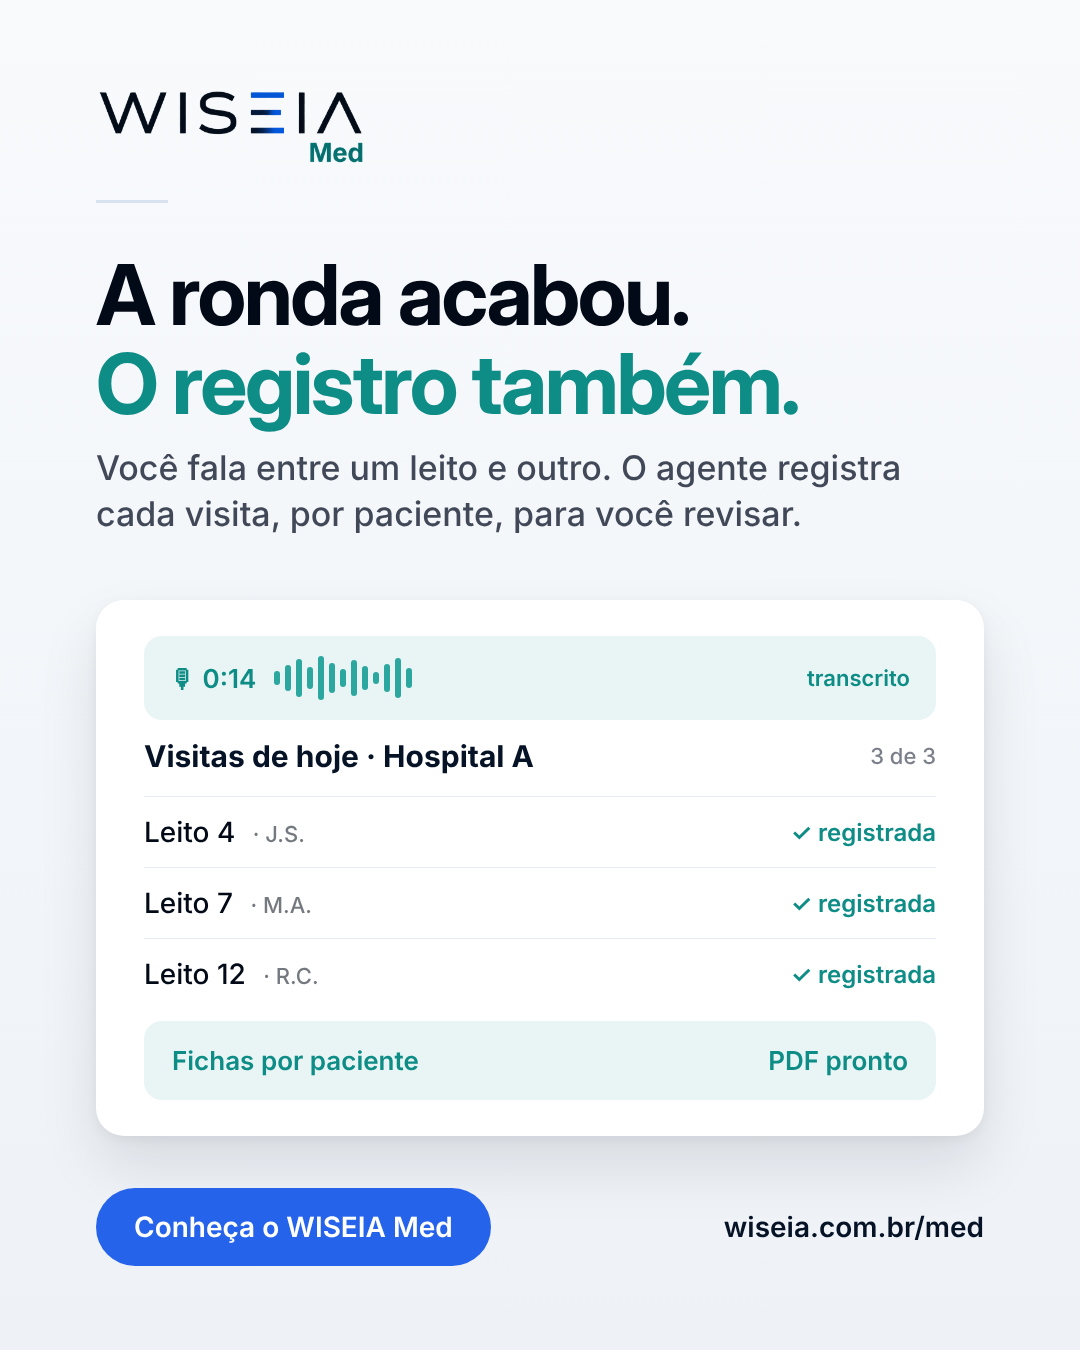 WISEIA
Med
A ronda acabou.
O registro também.
Você fala entre um leito e outro. O agente registra
cada visita, por paciente, para você revisar.
🎙 0:14 transcrito
Visitas de hoje · Hospital A 3 de 3
Leito 4 · J.S. ✓ registrada
Leito 7 · M.A. ✓ registrada
Leito 12 · R.C. ✓ registrada
Fichas por paciente PDF pronto
Conheça o WISEIA Med wiseia.com.br/med